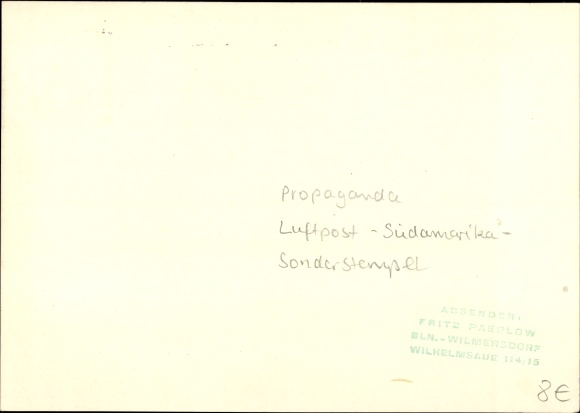 Propaganda
Luftpost - Südamerika -
Sonderstempel
ABSENDER:
FRITZ PAEPLOW
BLN.-WILMERSDORF
WILHELMSAUE 114/15
8€